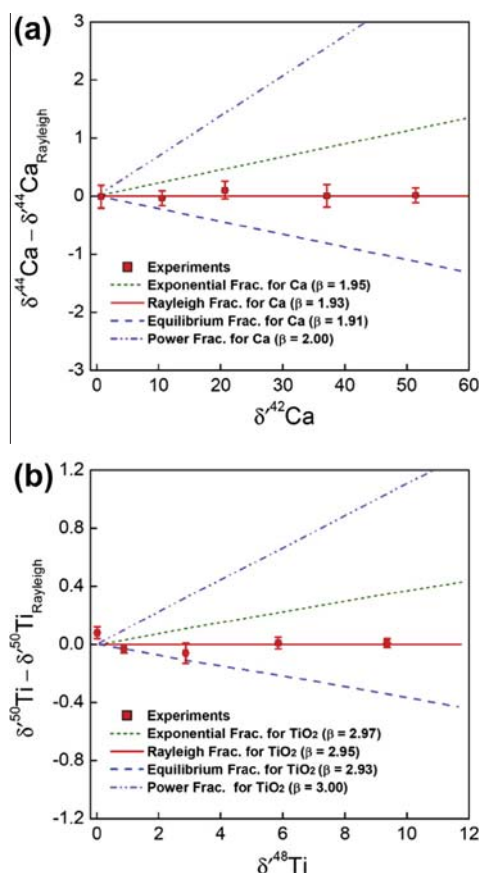 (a)
3
2
1
0
-1
-2
-3
δ'⁴⁴Ca – δ'⁴⁴Ca_Rayleigh
Experiments
Exponential Frac. for Ca (β = 1.95)
Rayleigh Frac. for Ca (β = 1.93)
Equilibrium Frac. for Ca (β = 1.91)
Power Frac. for Ca (β = 2.00)
0 10 20 30 40 50 60
δ'⁴²Ca
(b)
1.2
0.8
0.4
0.0
-0.4
-0.8
-1.2
δ'⁵⁰Ti – δ'⁵⁰Ti_Rayleigh
Experiments
Exponential Frac. for TiO₂ (β = 2.97)
Rayleigh Frac. for TiO₂ (β = 2.95)
Equilibrium Frac. for TiO₂ (β = 2.93)
Power Frac. for TiO₂ (β = 3.00)
0 2 4 6 8 10 12
δ'⁴⁸Ti